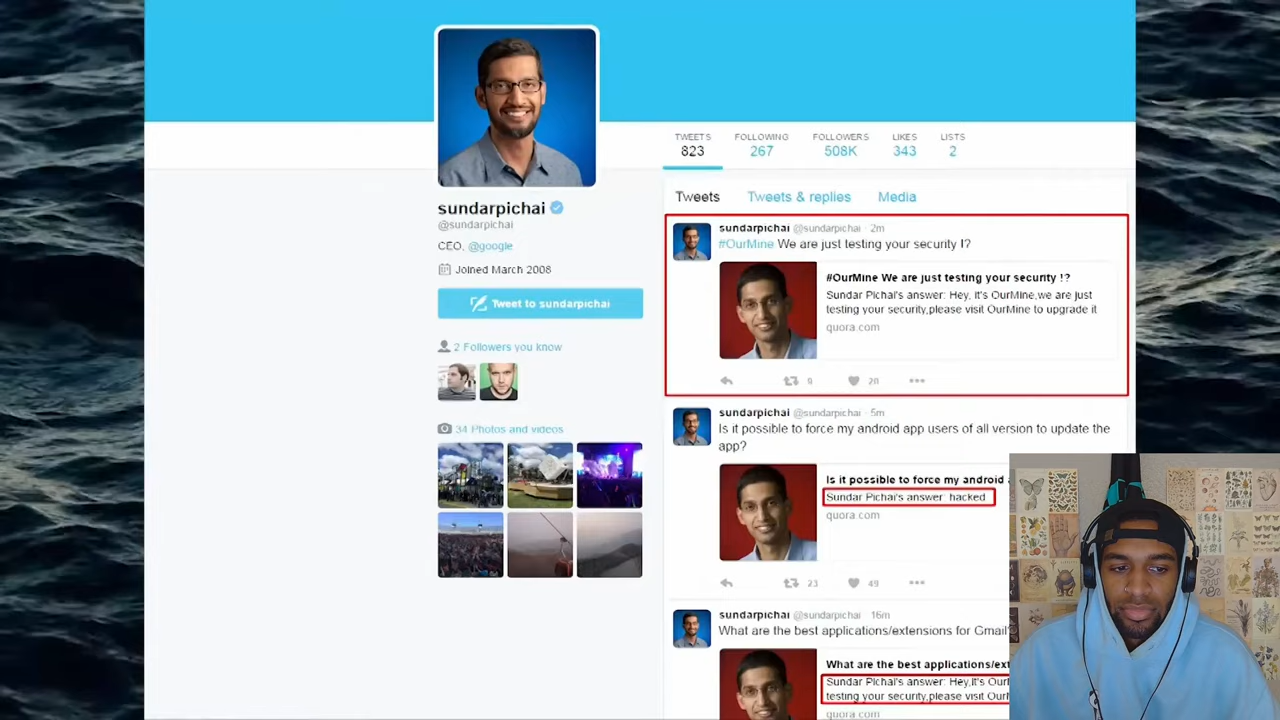 TWEETS
823
FOLLOWING
267
FOLLOWERS
508K
LIKES
343
LISTS
2
sundarpichai
@sundarpichai
CEO, @google
Joined March 2008
Tweet to sundarpichai
2 Followers you know
34 Photos and videos
Tweets Tweets & replies Media
sundarpichai @sundarpichai · 2m
#OurMine We are just testing your security !?
#OurMine We are just testing your security !?
Sundar Pichai's answer: Hey, it's OurMine,we are just
testing your security,please visit OurMine to upgrade it
quora.com
9 20
sundarpichai @sundarpichai · 5m
Is it possible to force my android app users of all version to update the
app?
Is it possible to force my android
Sundar Pichai's answer: hacked
quora.com
23 49
sundarpichai @sundarpichai · 16m
What are the best applications/extensions for Gmail
What are the best applications/ext
Sundar Pichai's answer: Hey,it's Our
testing your security,please visit Our
quora.com